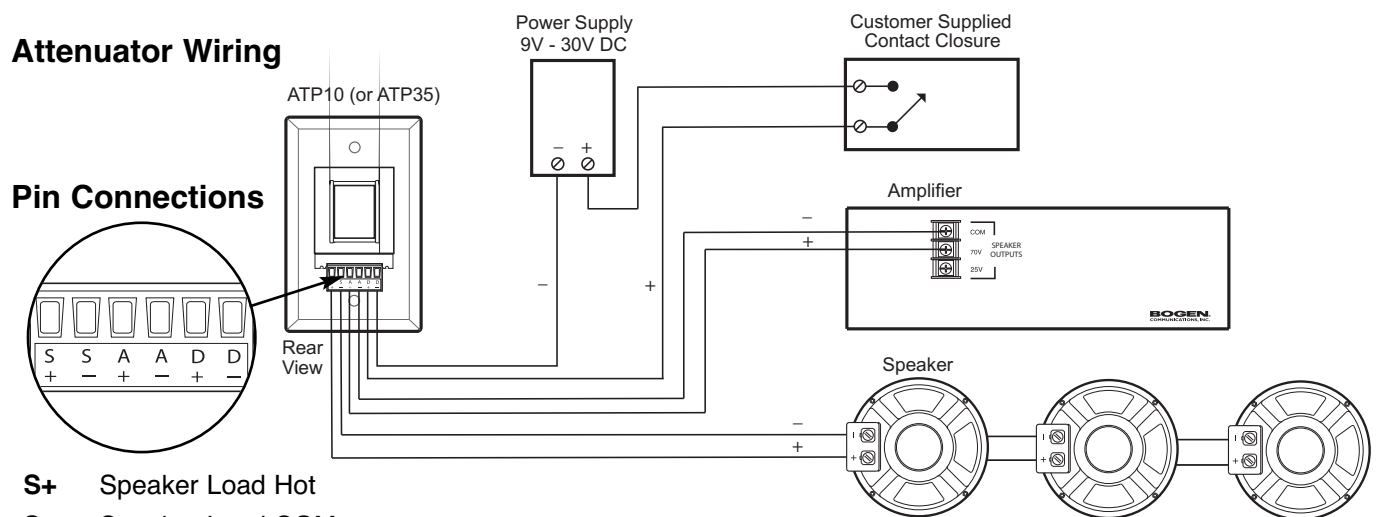 Attenuator Wiring
Power Supply
9V - 30V DC
Customer Supplied
Contact Closure
ATP10 (or ATP35)
− +
Pin Connections
Amplifier
−
+
COM
70V
25V
SPEAKER
OUTPUTS
BOGEN
COMMUNICATIONS, INC.
−
+
S S A A D D
+ − + − + −
S S A A D D
+ − + − + −
Rear
View
Speaker
−
+
− +
− +
− +
S+ Speaker Load Hot